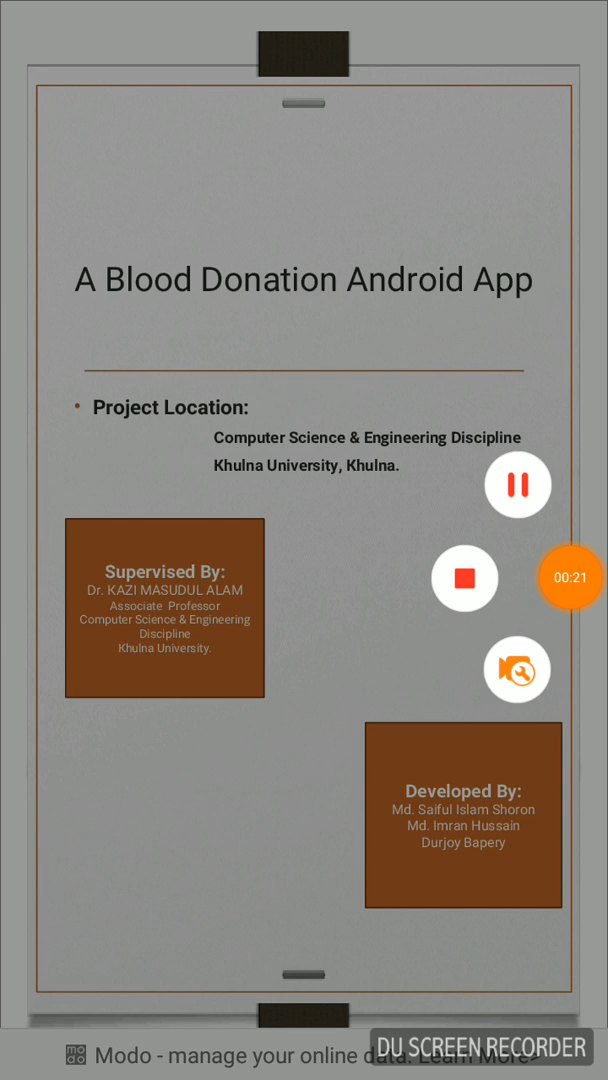 A Blood Donation Android App
• Project Location:
Computer Science & Engineering Discipline
Khulna University, Khulna.
Supervised By:
Dr. KAZI MASUDUL ALAM
Associate Professor
Computer Science & Engineering
Discipline
Khulna University.
00:21
Developed By:
Md. Saiful Islam Shoron
Md. Imran Hussain
Durjoy Bapery
mo
do
Modo - manage your online data. Learn More>
DU SCREEN RECORDER